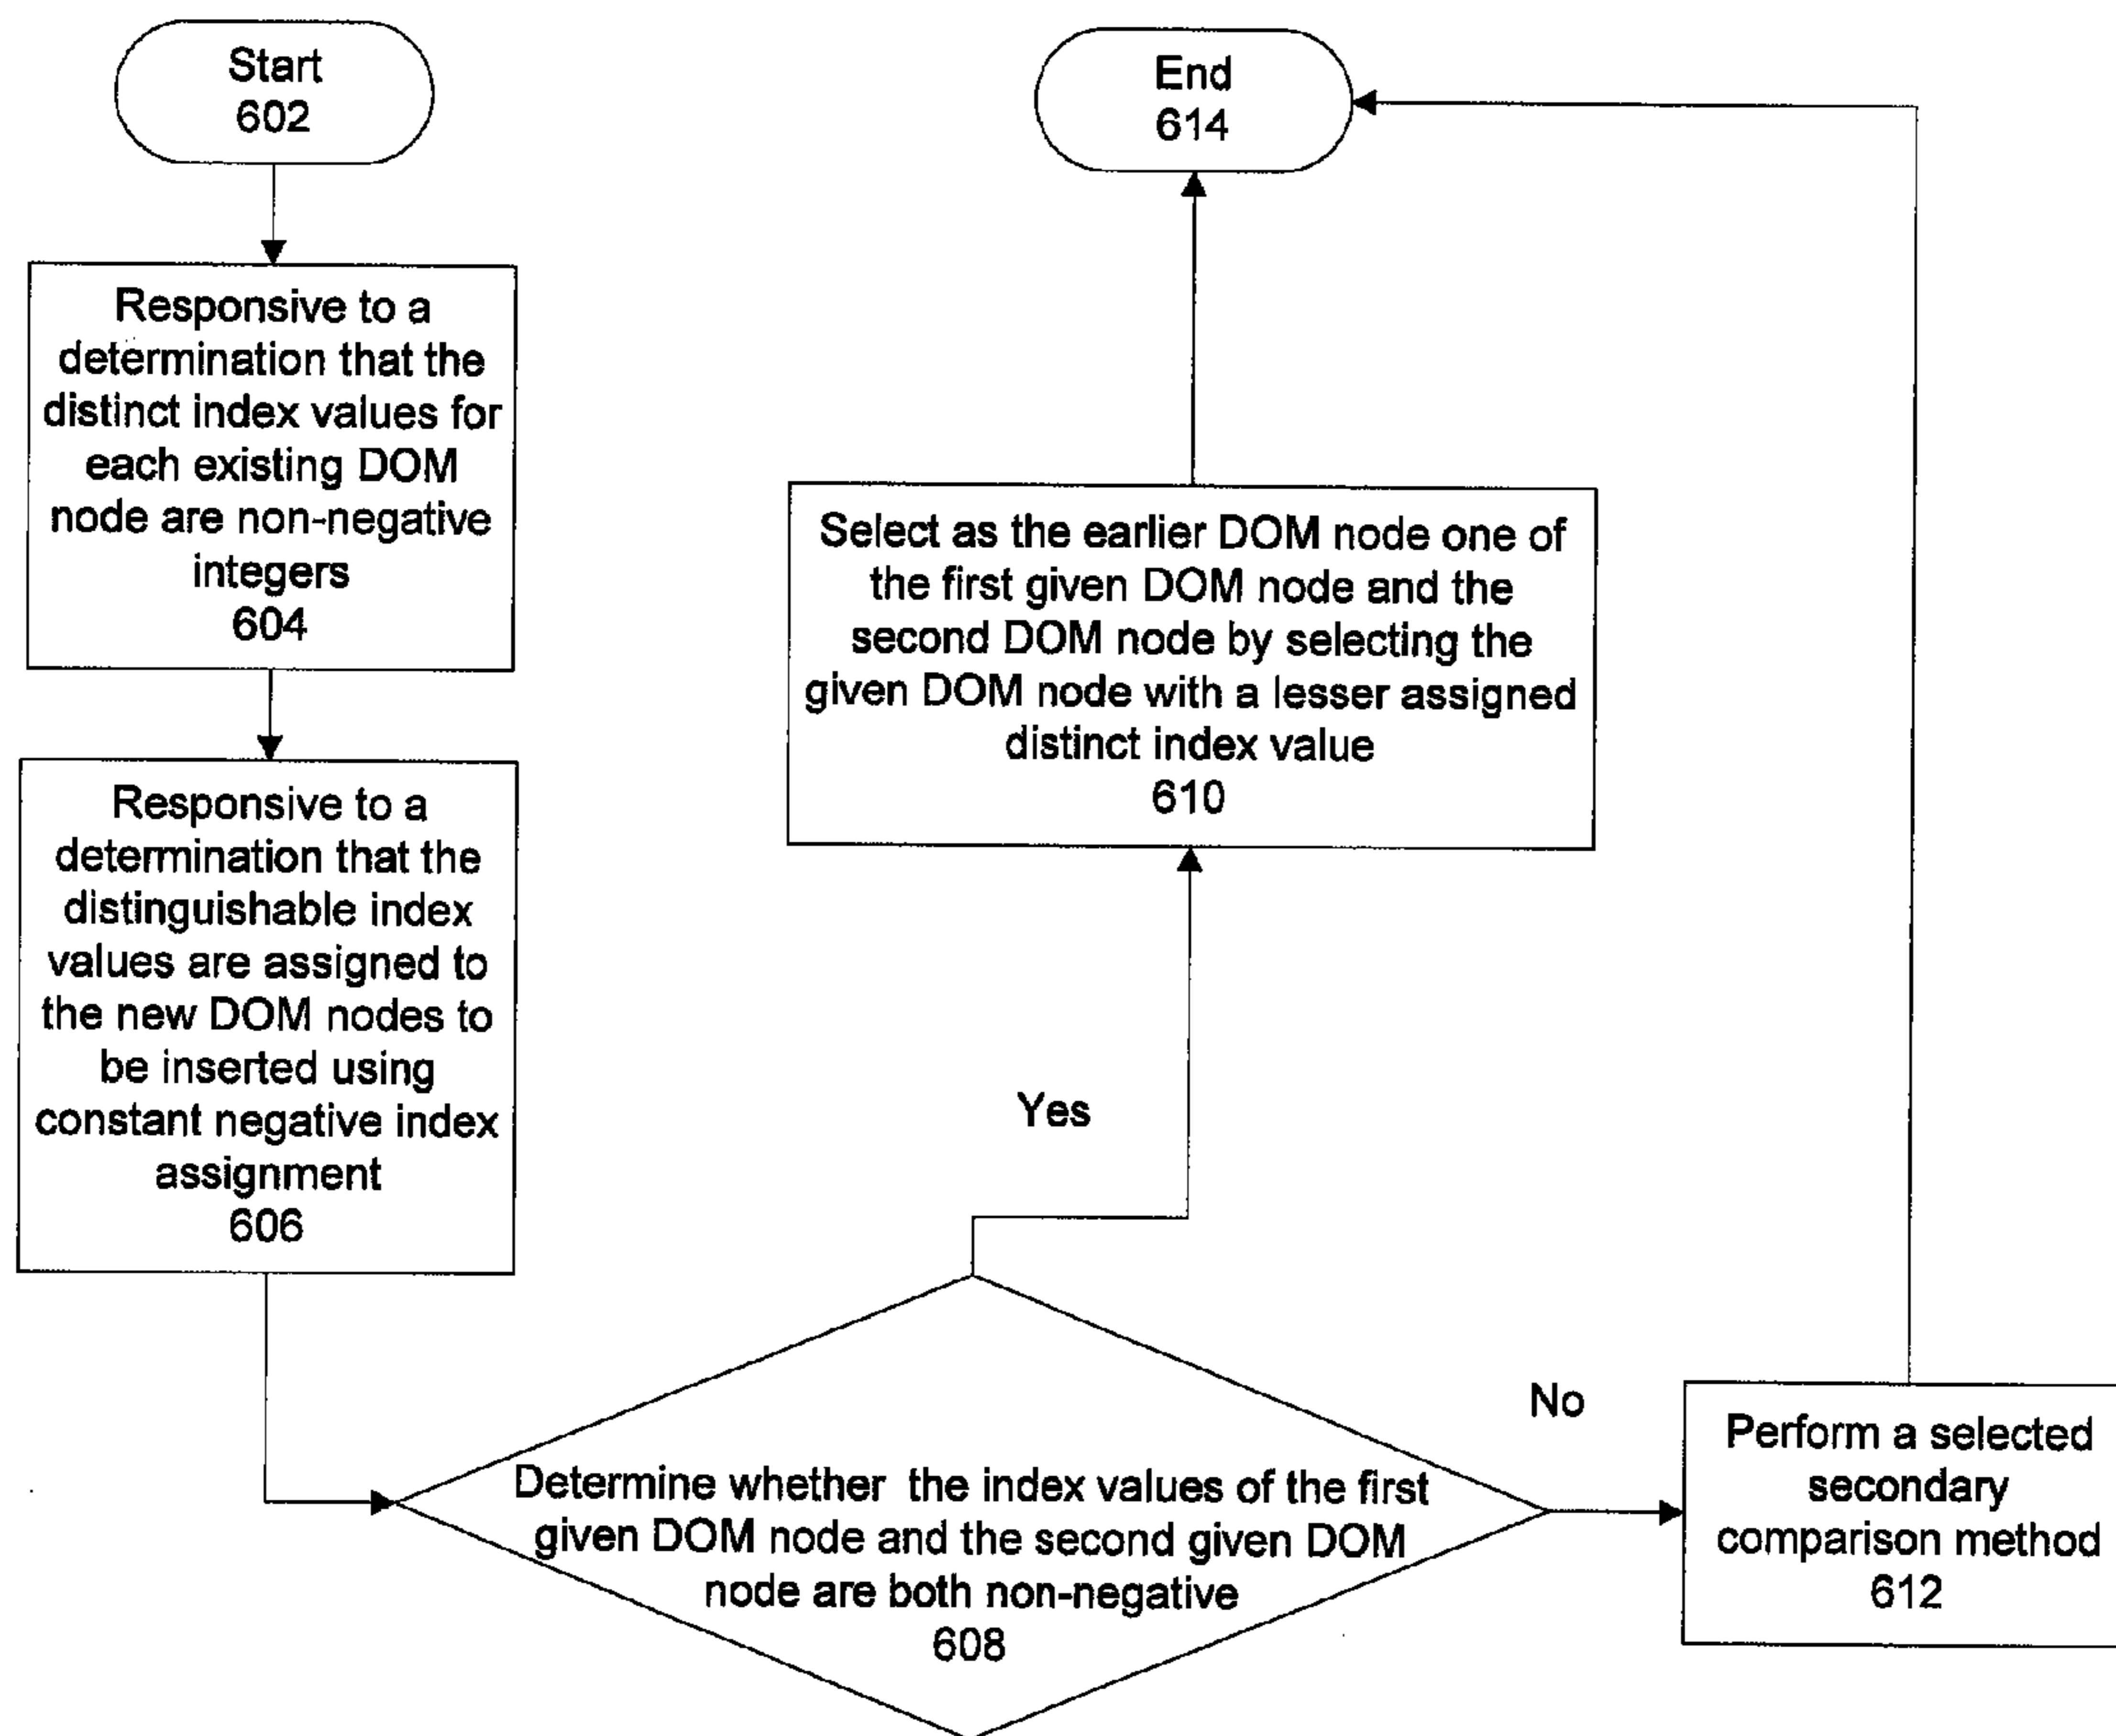 Start
602
Responsive to a
determination that the
distinct index values for
each existing DOM
node are non-negative
integers
604
Responsive to a
determination that the
distinguishable index
values are assigned to
the new DOM nodes to
be inserted using
constant negative index
assignment
606
Determine whether the index values of the first
given DOM node and the second given DOM
node are both non-negative
608
Yes
Select as the earlier DOM node one of
the first given DOM node and the
second DOM node by selecting the
given DOM node with a lesser assigned
distinct index value
610
No
Perform a selected
secondary
comparison method
612
End
614